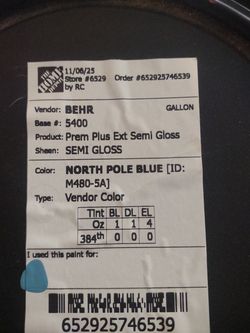 THE HOME DEPOT
11/06/25
Store #6529 Order #652925746539
by RC
Vendor: BEHR GALLON
Base #: 5400
Product: Prem Plus Ext Semi Gloss
Sheen: SEMI GLOSS
Color: NORTH POLE BLUE [ID:
M480-5A]
Type: Vendor Color
Tint BL DL EL
Oz 1 1 4
384th 0 0 0
I used this paint for:
652925746539